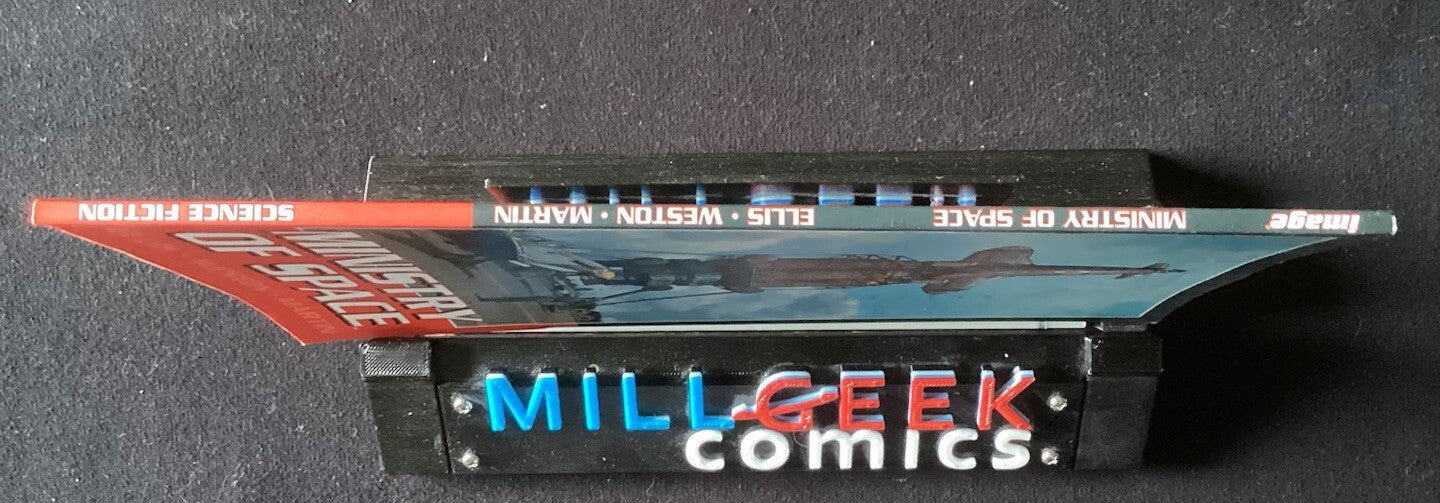 image MINISTRY OF SPACE ELLIS • WESTON • MARTIN SCIENCE FICTION
MINISTRY
OF SPACE
MILLGEEK
comics